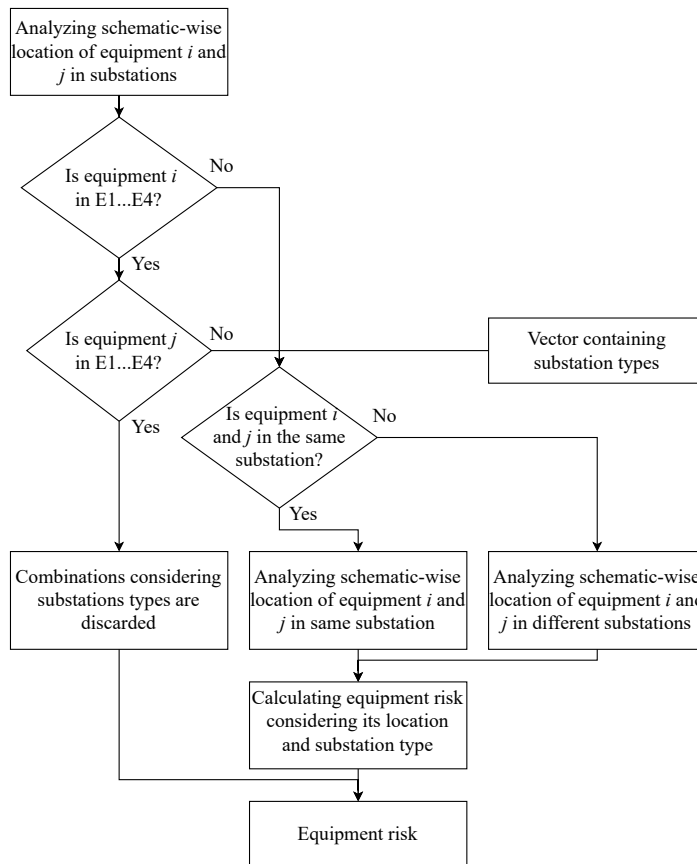 Analyzing schematic-wise
location of equipment i and
j in substations
Is equipment i
in E1...E4?
No
Yes
Is equipment j
in E1...E4?
No
Yes
Vector containing
substation types
Is equipment i
and j in the same
substation?
No
Yes
Combinations considering
substations types are
discarded
Analyzing schematic-wise
location of equipment i and
j in same substation
Analyzing schematic-wise
location of equipment i and
j in different substations
Calculating equipment risk
considering its location
and substation type
Equipment risk